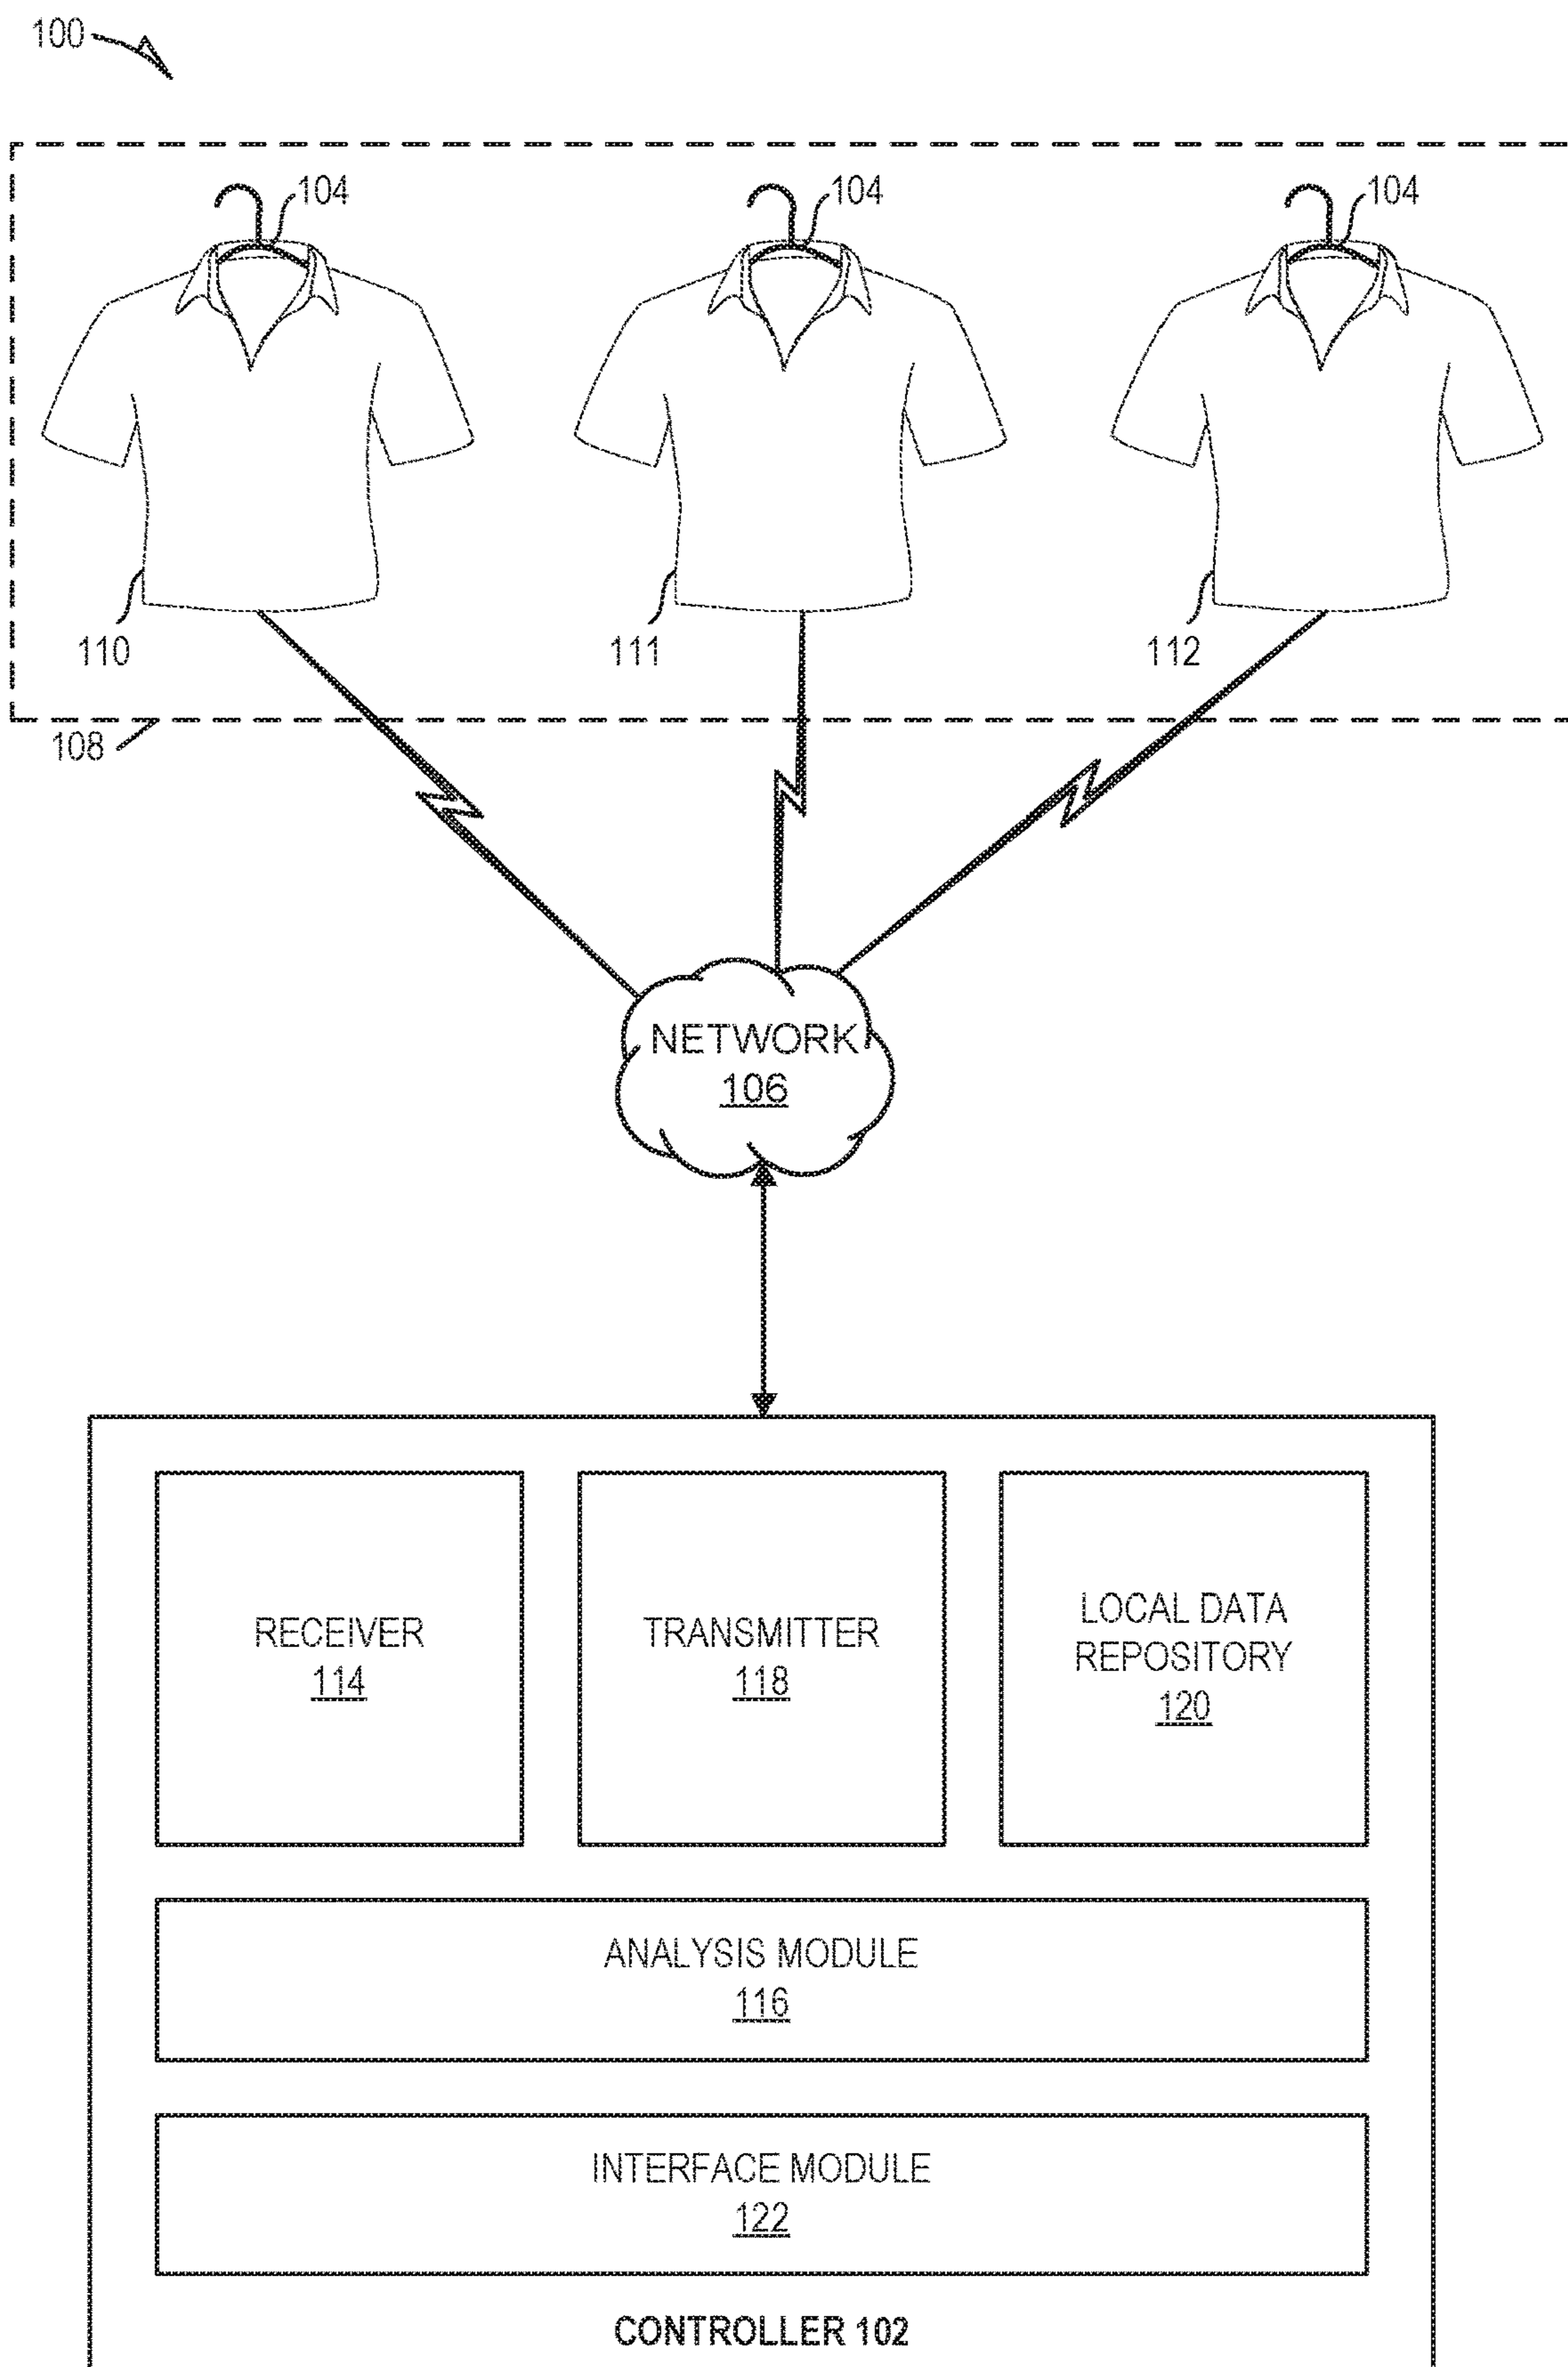 100
104
104
104
110
111
112
108
NETWORK
106
RECEIVER
114
TRANSMITTER
118
LOCAL DATA
REPOSITORY
120
ANALYSIS MODULE
116
INTERFACE MODULE
122
CONTROLLER 102